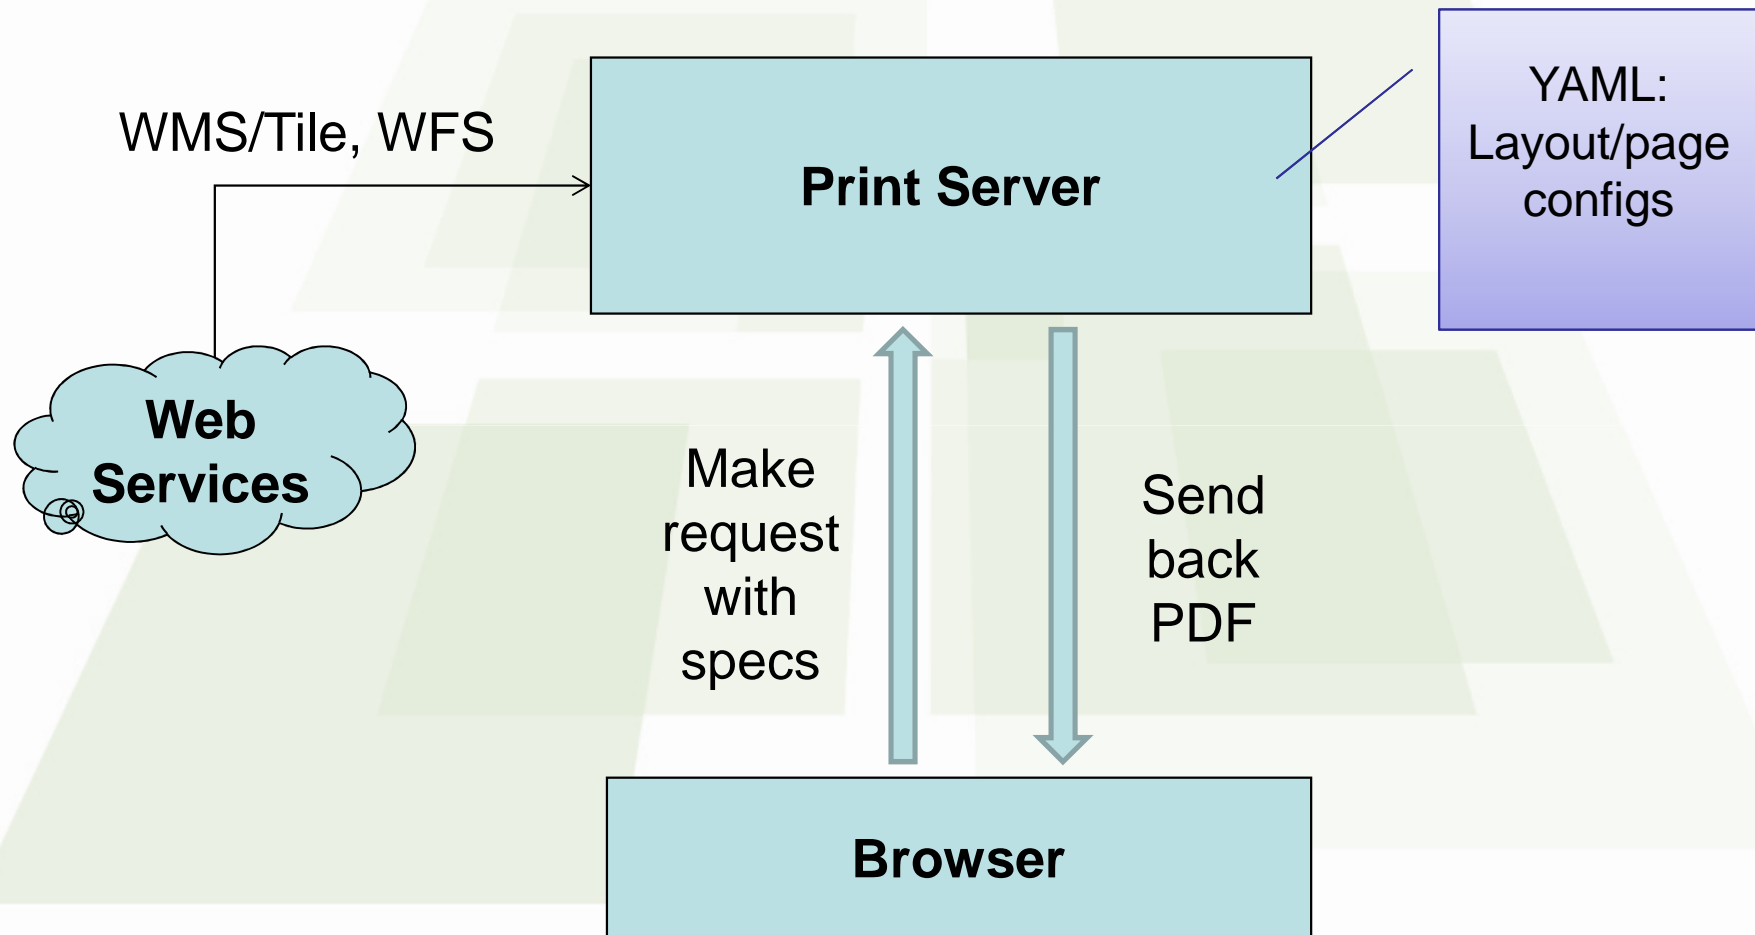 WMS/Tile, WFS
Print Server
YAML:
Layout/page
configs
Web
Services
Make
request
with
specs
Send
back
PDF
Browser